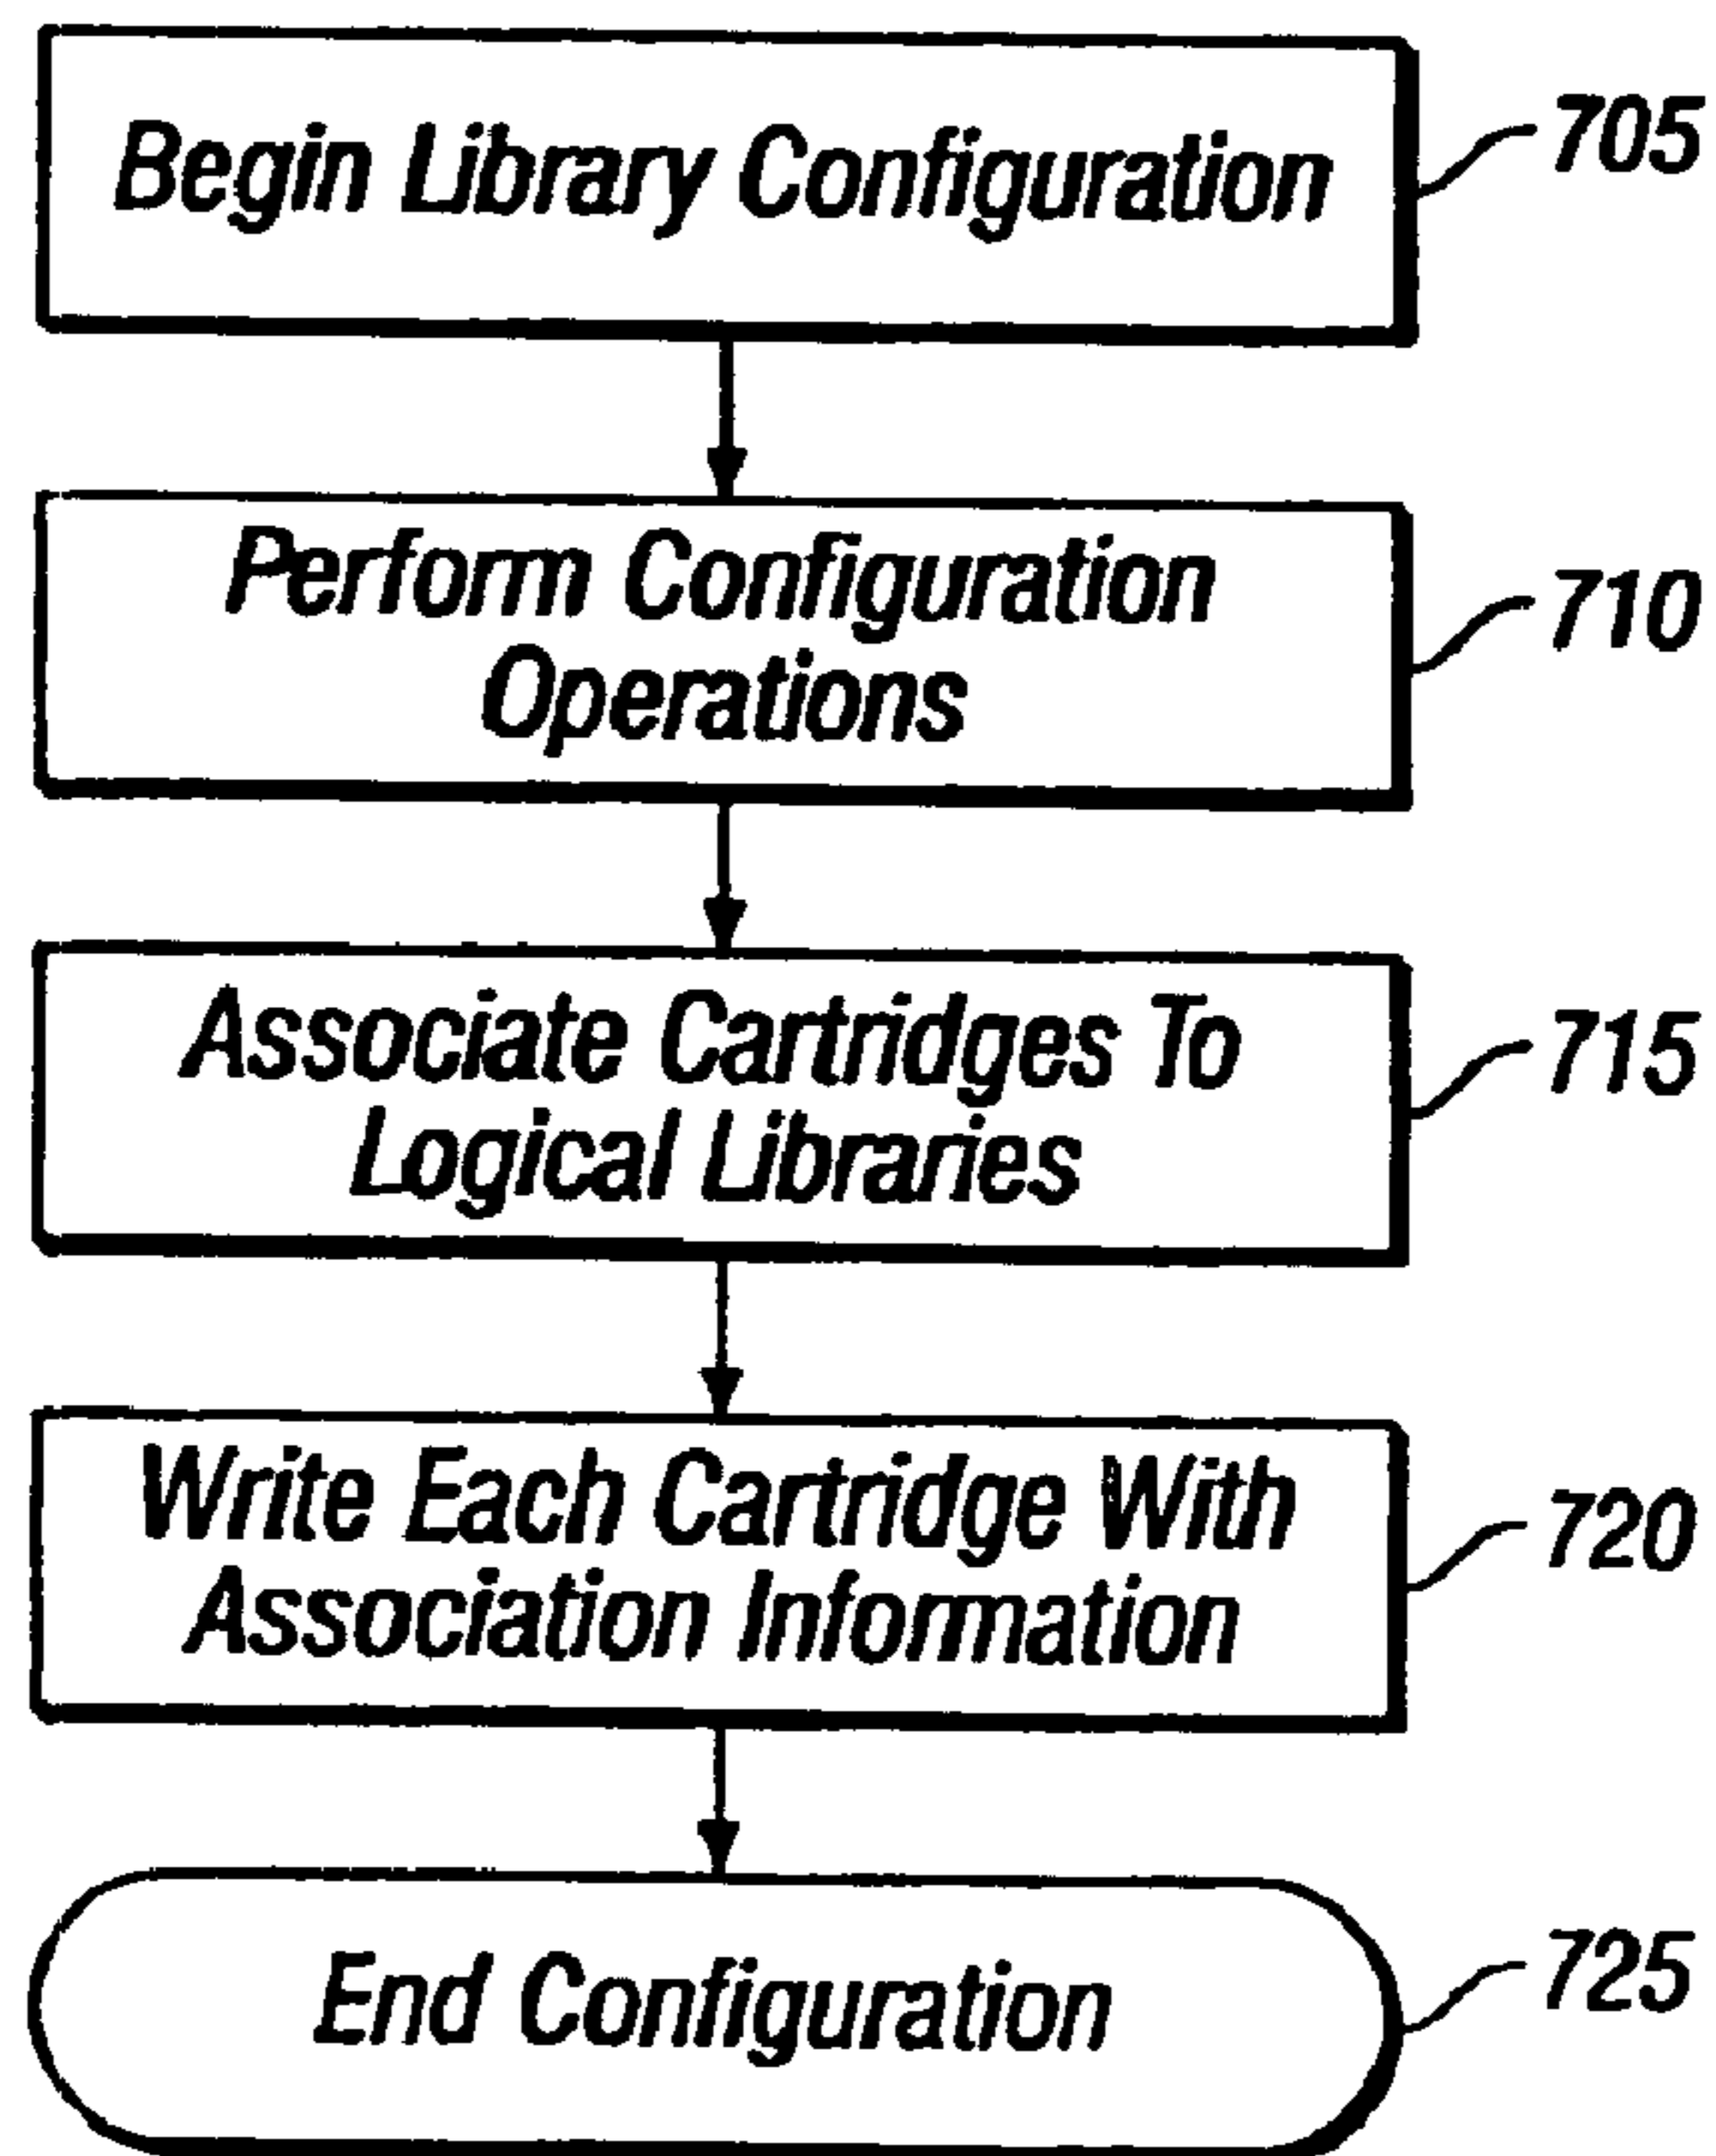 Begin Library Configuration
705
Perform Configuration
Operations
710
Associate Cartridges To
Logical Libraries
715
Write Each Cartridge With
Association Information
720
End Configuration
725